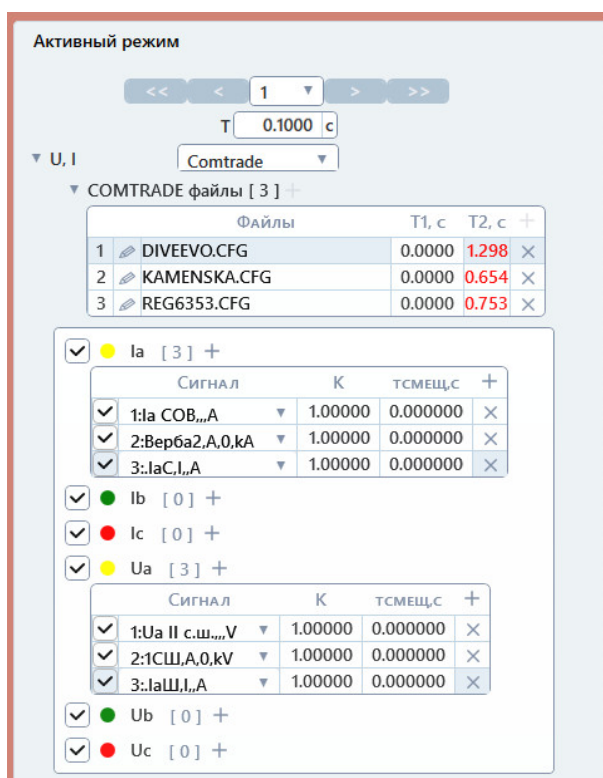 Активный режим
<< < 1 ▼ > >>
T 0.1000 с
▼ U, I Comtrade ▼
▼ COMTRADE файлы [ 3 ] +
Файлы T1, с T2, с +
1 DIVEEVO.CFG 0.0000 1.298 ×
2 KAMENSKA.CFG 0.0000 0.654 ×
3 REG6353.CFG 0.0000 0.753 ×
Ia [ 3 ] +
Сигнал К тсмещ,с +
1:Ia СОВ,,,A ▼ 1.00000 0.000000 ×
2:Верба2,А,0,kA ▼ 1.00000 0.000000 ×
3:.IaC,I,,A ▼ 1.00000 0.000000 ×
Ib [ 0 ] +
Ic [ 0 ] +
Ua [ 3 ] +
Сигнал К тсмещ,с +
1:Ua II с.ш.,,,V ▼ 1.00000 0.000000 ×
2:1СШ,А,0,kV ▼ 1.00000 0.000000 ×
3:.IaШ,I,,A ▼ 1.00000 0.000000 ×
Ub [ 0 ] +
Uc [ 0 ] +